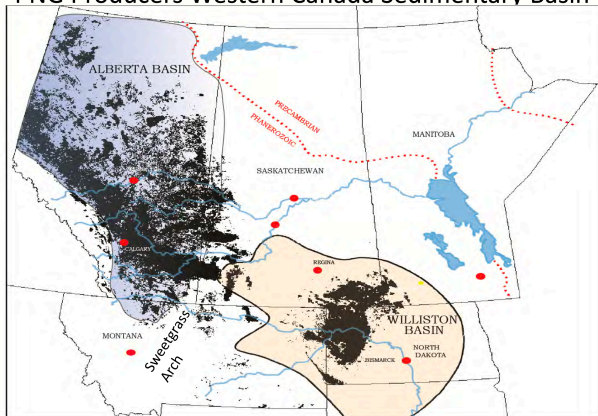 PNG Producers Western Canada Sedimentary Basin
ALBERTA BASIN
PRECAMBRIAN
PHANEROZOIC
MANITOBA
SASKATCHEWAN
CALGARY
REGINA
WILLISTON
BASIN
MONTANA
Sweetgrass
Arch
NORTH
DAKOTA
BISMARCK